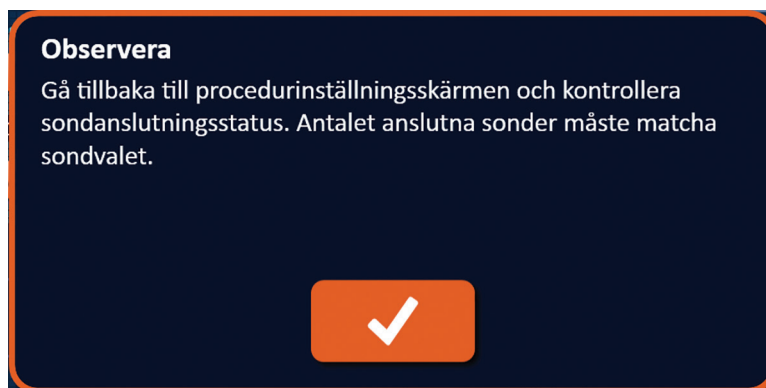 Observera
Gå tillbaka till procedurinställningsskärmen och kontrollera
sondanslutningsstatus. Antalet anslutna sonder måste matcha
sondvalet.